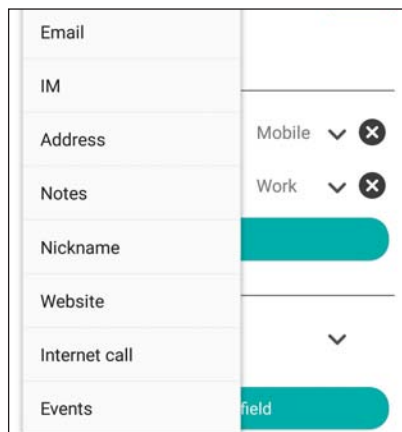 Email
IM
Address
Mobile
Notes
Work
Nickname
Website
Internet call
Events
field